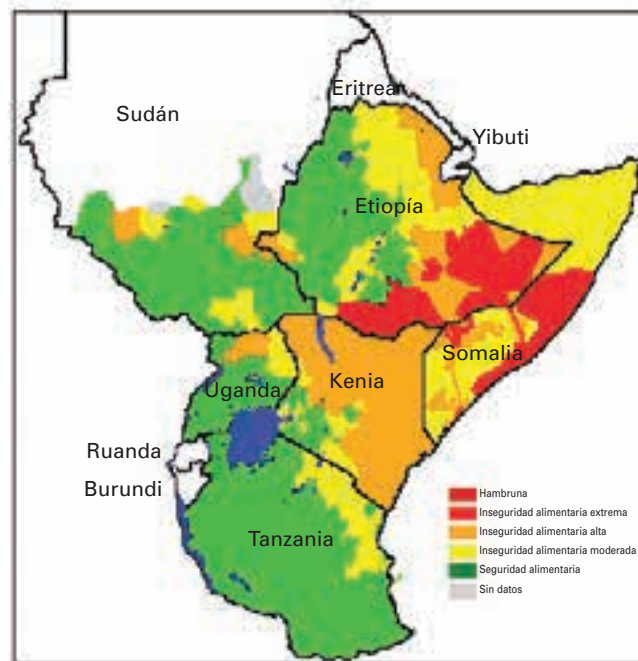 Eritrea
Sudán
Yibuti
Etiopía
Somalia
Kenia
Uganda
Ruanda
Burundi
Tanzania
Hambruna
Inseguridad alimentaria extrema
Inseguridad alimentaria alta
Inseguridad alimentaria moderada
Seguridad alimentaria
Sin datos